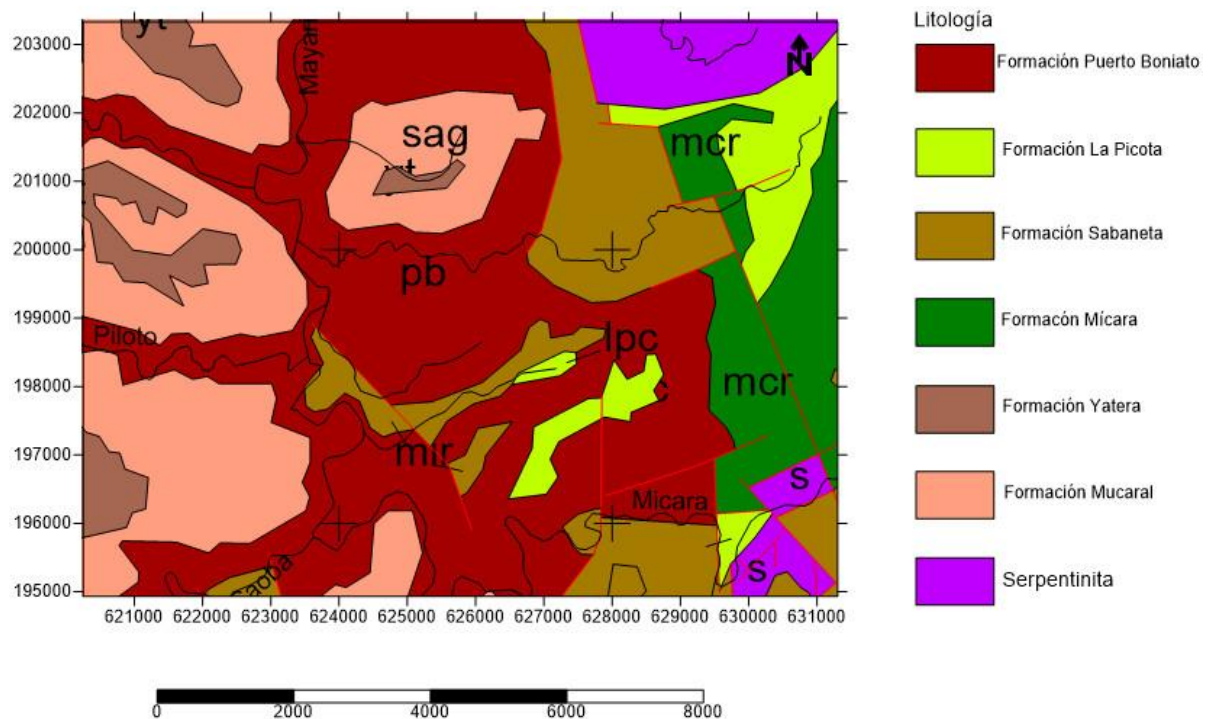 Litología
Formación Puerto Boniato
Formación La Picota
Formación Sabaneta
Formacón Mícara
Formación Yatera
Formación Mucaral
Serpentinita
203000
202000
201000
200000
199000
198000
197000
196000
195000
yt
Mayarí
N
sag
mcr
pb
Piloto
lpc
mcr
mir
s
Micara
s
621000 622000 623000 624000 625000 626000 627000 628000 629000 630000 631000
0 2000 4000 6000 8000